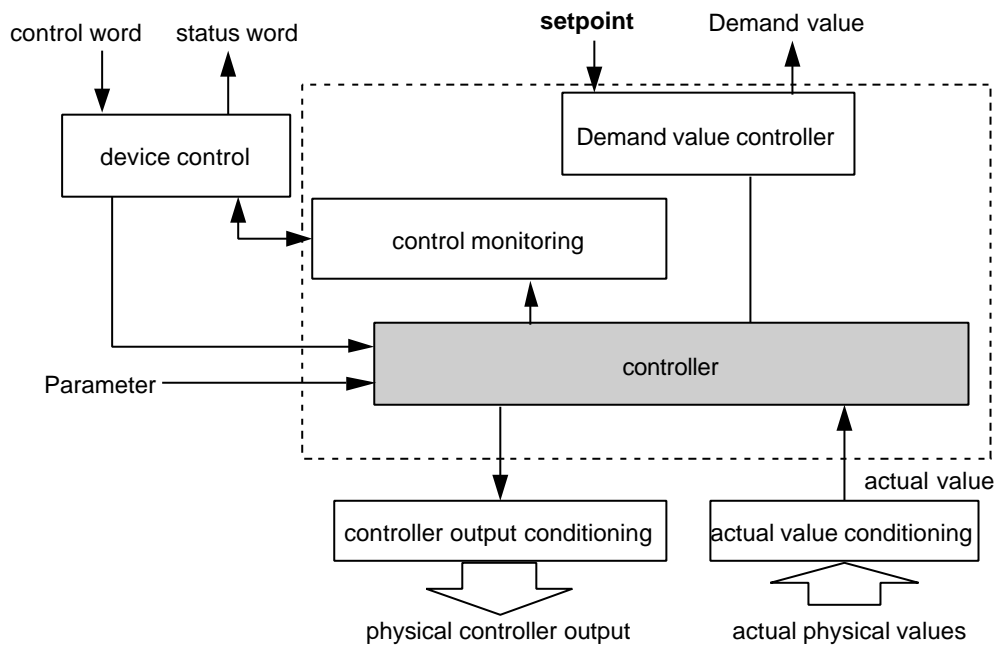 control word
status word
setpoint
Demand value
device control
Demand value controller
control monitoring
controller
Parameter
actual value
controller output conditioning
actual value conditioning
physical controller output
actual physical values